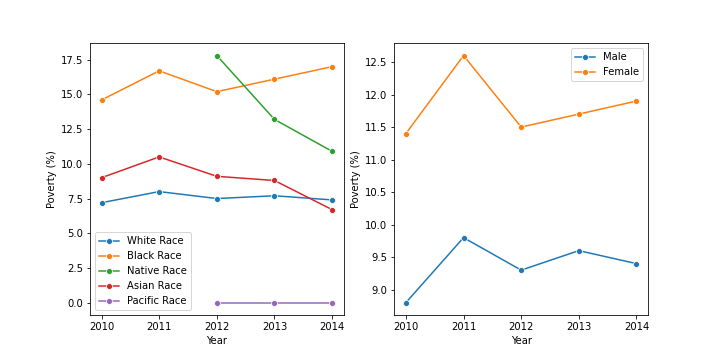 17.5
15.0
12.5
10.0
7.5
5.0
2.5
0.0
Poverty (%)
White Race
Black Race
Native Race
Asian Race
Pacific Race
2010 2011 2012 2013 2014
Year
12.5
12.0
11.5
11.0
10.5
10.0
9.5
9.0
Poverty (%)
Male
Female
2010 2011 2012 2013 2014
Year